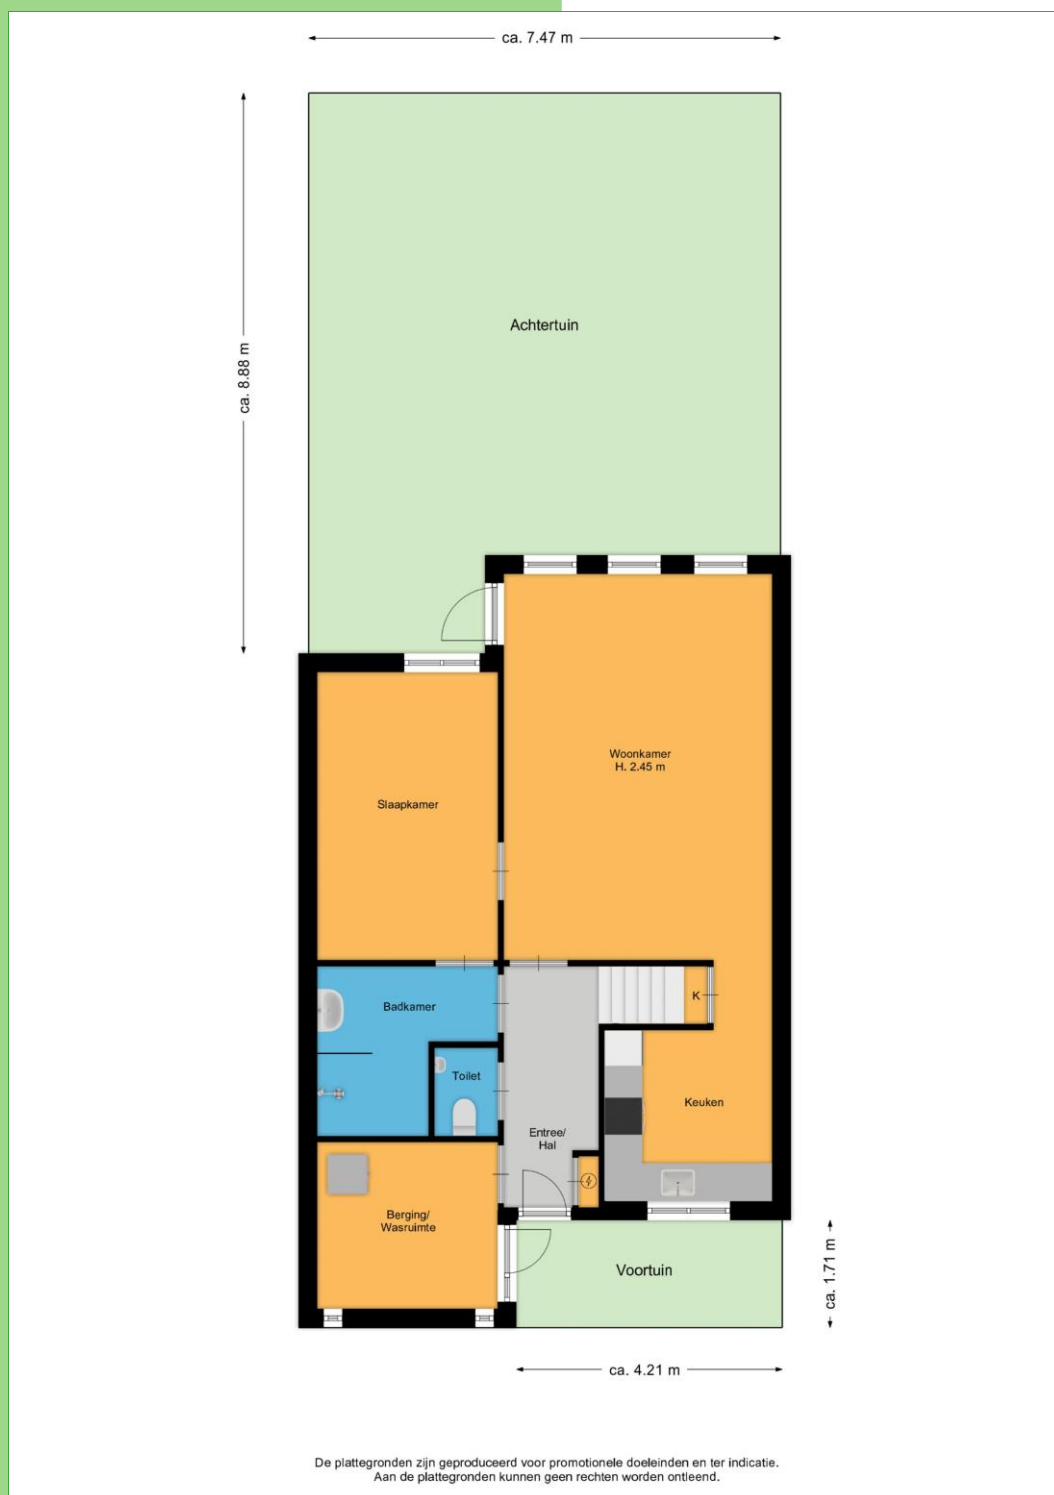 ca. 7.47 m
Achtertuin
ca. 8.88 m
Woonkamer
H. 2.45 m
Slaapkamer
K
Badkamer
Toilet
Keuken
Entree/
Hal
Berging/
Wasruimte
Voortuin
ca. 1.71 m
ca. 4.21 m
De plattegronden zijn geproduceerd voor promotionele doeleinden en ter indicatie.
Aan de plattegronden kunnen geen rechten worden ontleend.